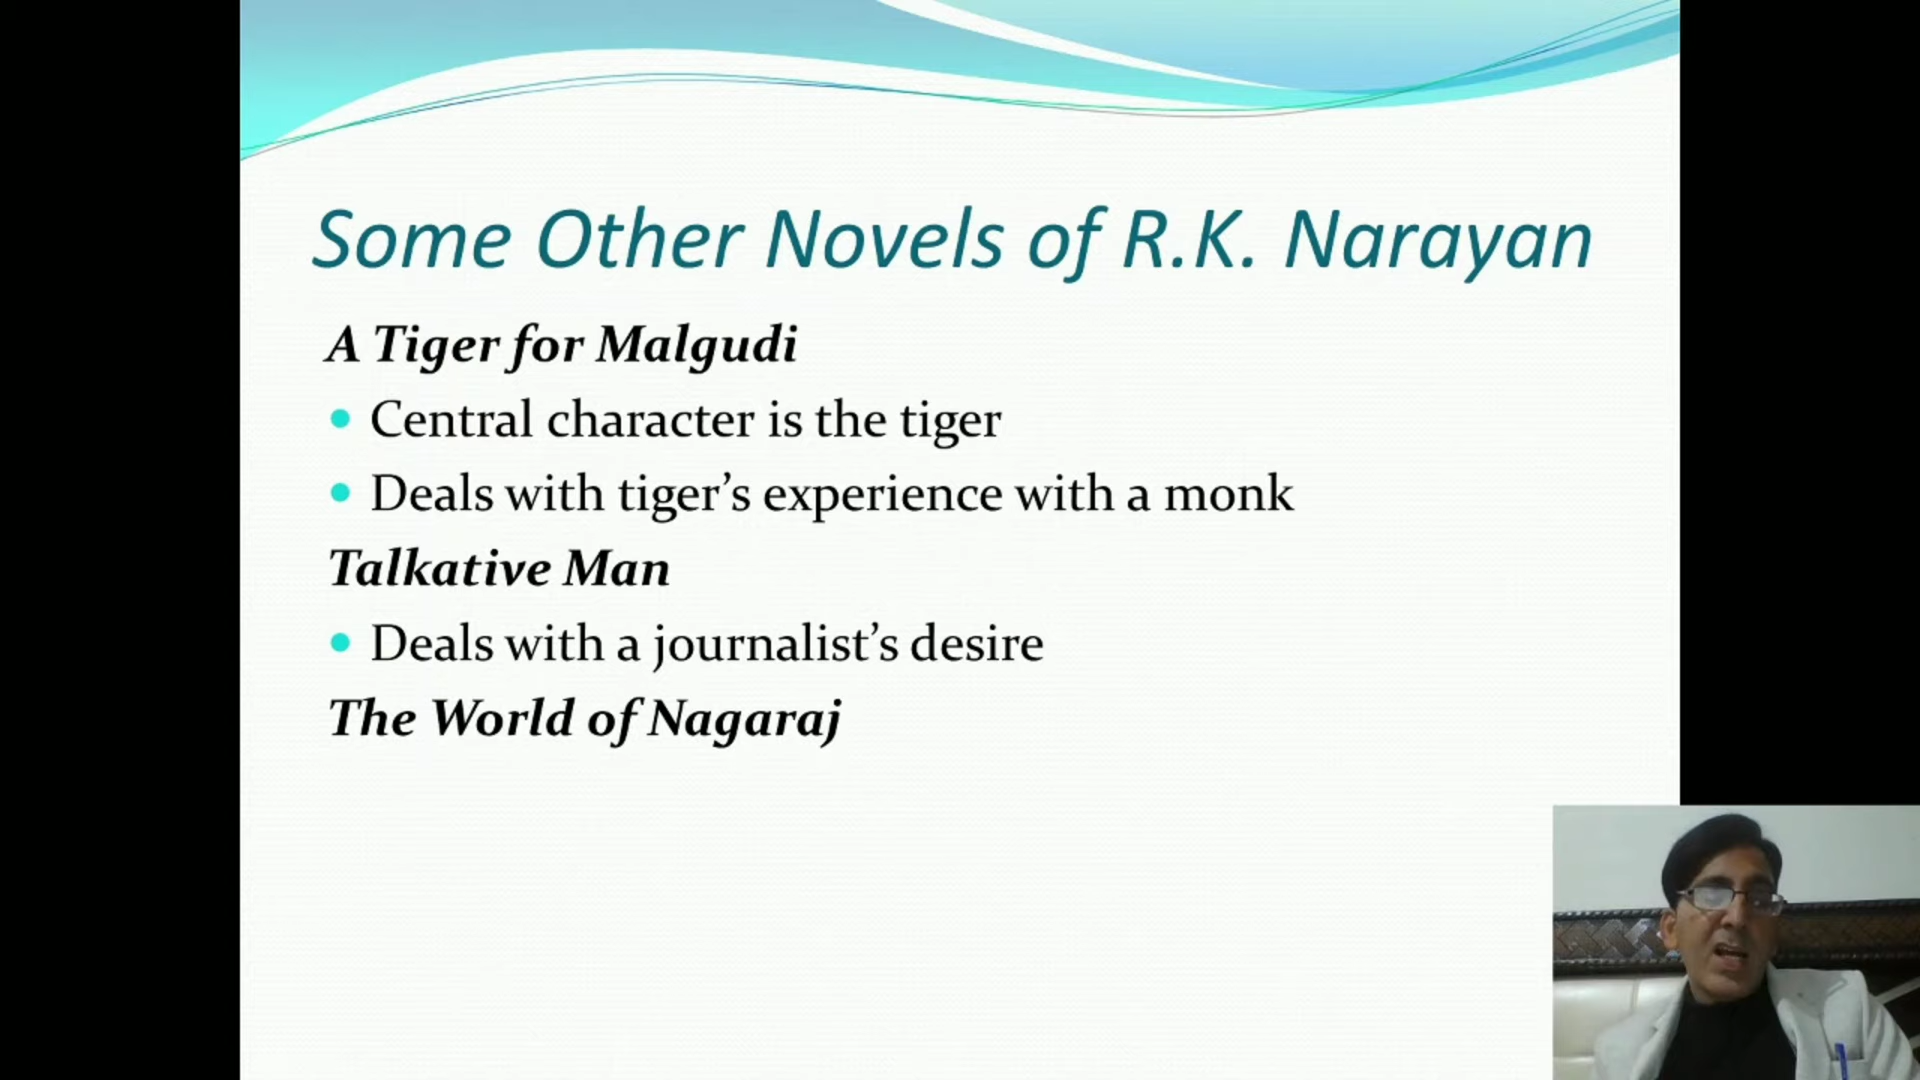 Some Other Novels of R.K. Narayan
A Tiger for Malgudi
Central character is the tiger
Deals with tiger’s experience with a monk
Talkative Man
Deals with a journalist’s desire
The World of Nagaraj